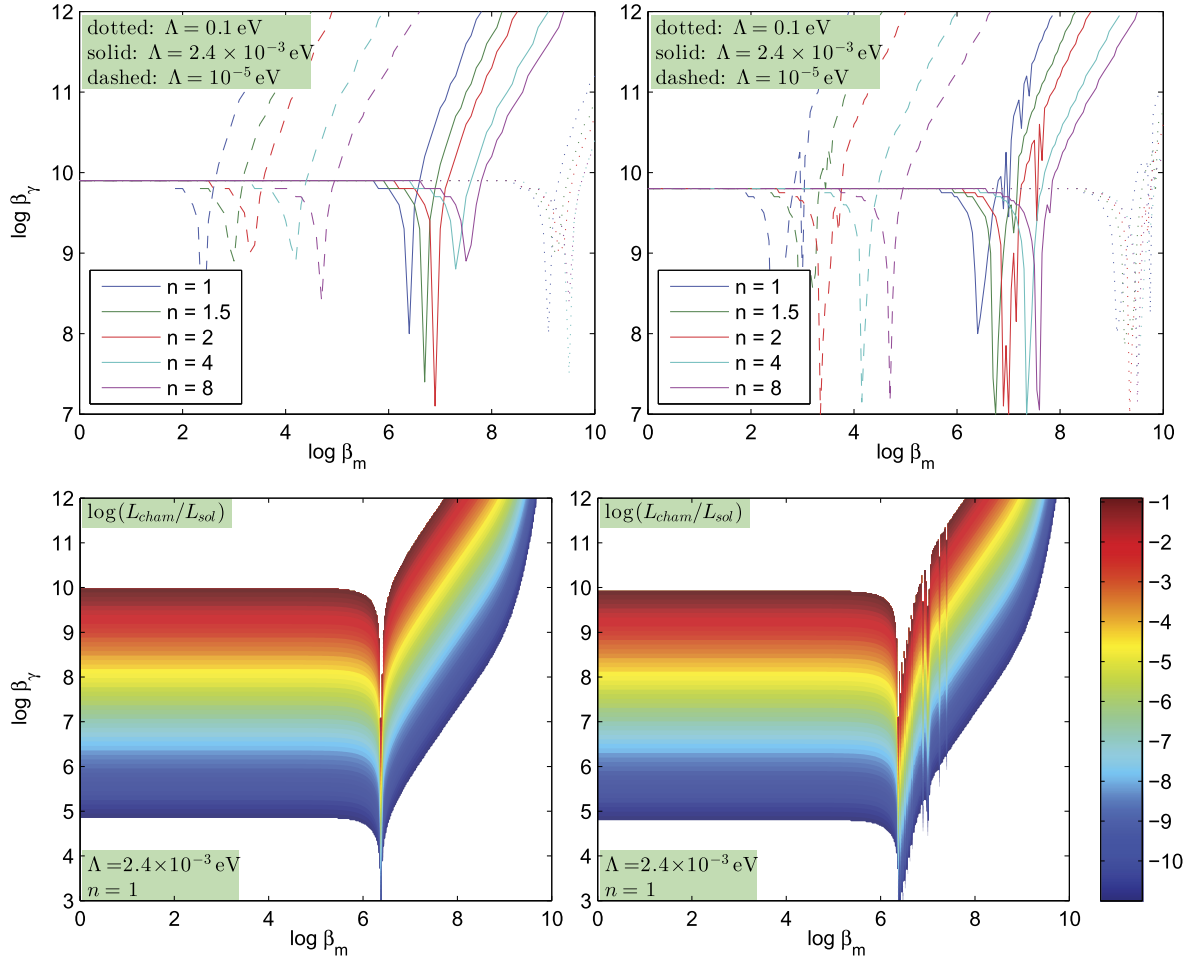 dotted: Λ = 0.1 eV
solid: Λ = 2.4 × 10⁻³ eV
dashed: Λ = 10⁻⁵ eV
12
11
10
9
8
7
log β_γ
n = 1
n = 1.5
n = 2
n = 4
n = 8
0 2 4 6 8 10
log β_m
dotted: Λ = 0.1 eV
solid: Λ = 2.4 × 10⁻³ eV
dashed: Λ = 10⁻⁵ eV
12
11
10
9
8
7
n = 1
n = 1.5
n = 2
n = 4
n = 8
0 2 4 6 8 10
log β_m
log(L_cham/L_sol)
12
11
10
9
8
7
6
5
4
3
log β_γ
Λ =2.4×10⁻³ eV
n = 1
0 2 4 6 8 10
log β_m
log(L_cham/L_sol)
12
11
10
9
8
7
6
5
4
3
Λ =2.4×10⁻³ eV
n = 1
0 2 4 6 8 10
log β_m
−1
−2
−3
−4
−5
−6
−7
−8
−9
−10